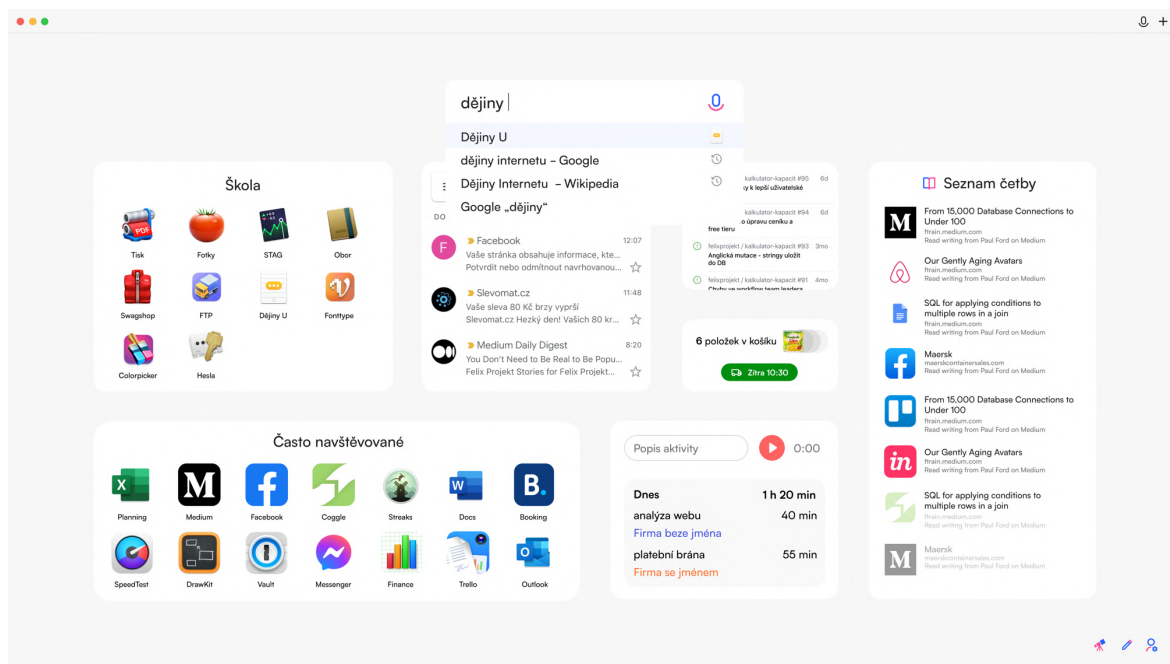 dějiny
Dějiny U
dějiny internetu – Google
Dějiny Internetu – Wikipedia
Google „dějiny“
Škola
PDF
Tisk
Fotky
STAG
Obor
Swagshop
FTP
Dějiny U
Fonttype
Colorpicker
Hesla
DO
F
Facebook
12:07
Vaše stránka obsahuje informace, kte...
Potvrdit nebo odmítnout navrhovanou...
Slevomat.cz
11:48
Vaše sleva 80 Kč brzy vyprší
Slevomat.cz Hezký den! Vašich 80 kr...
Medium Daily Digest
8:20
You Don't Need to Be Real to Be Popu...
Felix Projekt Stories for Felix Projekt...
kalkulator-kapacit #95 6d
y k lepší uživatelské
kalkulator-kapacit #94 6d
o úpravu ceníku a
free tieru
felixprojekt / kalkulator-kapacit #93 3mo
Anglická mutace - stringy uložit
do DB
felixprojekt / kalkulator-kapacit #91 4mo
Chyby ve workflow team leadera
6 položek v košíku
Zítra 10:30
Seznam četby
M
From 15,000 Database Connections to
Under 100
ftrain.medium.com
Read writing from Paul Ford on Medium
Our Gently Aging Avatars
ftrain.medium.com
Read writing from Paul Ford on Medium
SQL for applying conditions to
multiple rows in a join
ftrain.medium.com
Read writing from Paul Ford on Medium
Maersk
maerskcontainersales.com
Read writing from Paul Ford on Medium
From 15,000 Database Connections to
Under 100
ftrain.medium.com
Read writing from Paul Ford on Medium
in
Our Gently Aging Avatars
ftrain.medium.com
Read writing from Paul Ford on Medium
SQL for applying conditions to
multiple rows in a join
ftrain.medium.com
Read writing from Paul Ford on Medium
M
Maersk
maerskcontainersales.com
Read writing from Paul Ford on Medium
Často navštěvované
X
M
W
B.
Planning
Medium
Facebook
Coggle
Streaks
Docs
Booking
SpeedTest
DrawKit
Vault
Messenger
Finance
Trello
Outlook
Popis aktivity
0:00
Dnes
1 h 20 min
analýza webu
40 min
Firma beze jména
platební brána
55 min
Firma se jménem